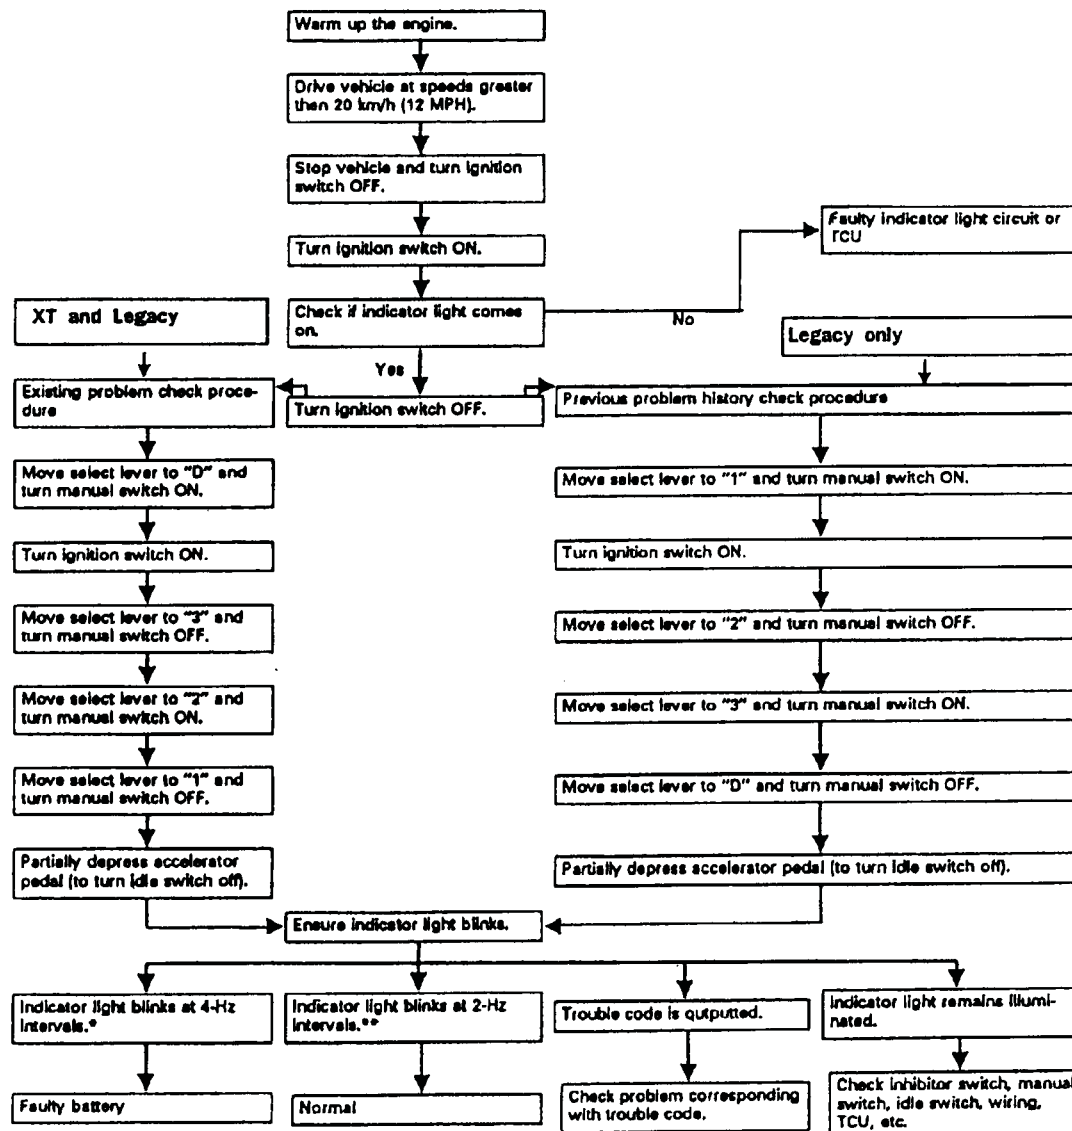 Warm up the engine.
Drive vehicle at speeds greater
then 20 km/h (12 MPH).
Stop vehicle and turn ignition
switch OFF.
Turn ignition switch ON.
Faulty indicator light circuit or
TCU
Check if indicator light comes
on.
No
XT and Legacy
Legacy only
Yes
Existing problem check proce-
dure
Turn ignition switch OFF.
Previous problem history check procedure
Move select lever to "D" and
turn manual switch ON.
Turn ignition switch ON.
Move select lever to "3" and
turn manual switch OFF.
Move select lever to "2" and
turn manual switch ON.
Move select lever to "1" and
turn manual switch OFF.
Partially depress accelerator
pedal (to turn idle switch off).
Move select lever to "1" and turn manual switch ON.
Turn ignition switch ON.
Move select lever to "2" and turn manual switch OFF.
Move select lever to "3" and turn manual switch ON.
Move select lever to "D" and turn manual switch OFF.
Partially depress accelerator pedal (to turn idle switch off).
Ensure indicator light blinks.
Indicator light blinks at 4-Hz
intervals.*
Indicator light blinks at 2-Hz
intervals.**
Trouble code is qutputted.
Indicator light remains illumi-
nated.
Faulty battery
Normal
Check problem corresponding
with trouble code.
Check inhibitor switch, manual
switch, idle switch, wiring,
TCU, etc.